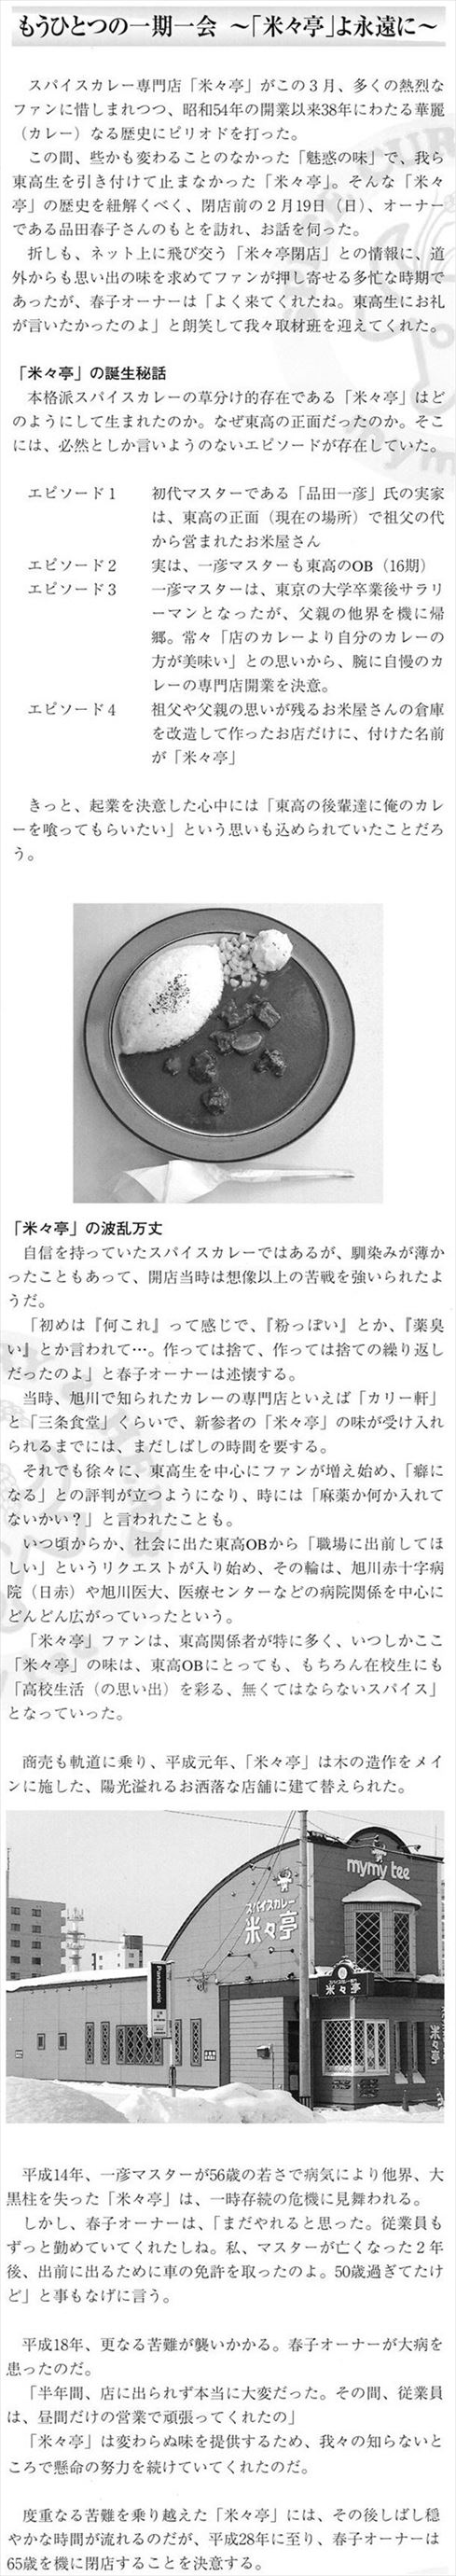 もうひとつの一期一会 ～「米々亭」よ永遠に～
スパイスカレー専門店「米々亭」がこの３月、多くの熱烈な
ファンに惜しまれつつ、昭和54年の開業以来38年にわたる華麗
（カレー）なる歴史にピリオドを打った。
この間、些かも変わることのなかった「魅惑の味」で、我ら
東高生を引き付けて止まなかった「米々亭」。そんな「米々
亭」の歴史を紐解くべく、閉店前の２月19日（日）、オーナー
である品田春子さんのもとを訪れ、お話を伺った。
折しも、ネット上に飛び交う「米々亭閉店」との情報に、道
外からも思い出の味を求めてファンが押し寄せる多忙な時期で
あったが、春子オーナーは「よく来てくれたね。東高生にお礼
が言いたかったのよ」と朗笑して我々取材班を迎えてくれた。
「米々亭」の誕生秘話
本格派スパイスカレーの草分け的存在である「米々亭」はど
のようにして生まれたのか。なぜ東高の正面だったのか。そこ
には、必然としか言いようのないエピソードが存在していた。
エピソード１　初代マスターである「品田一彦」氏の実家
は、東高の正面（現在の場所）で祖父の代
から営まれたお米屋さん
エピソード２　実は、一彦マスターも東高のOB（16期）
エピソード３　一彦マスターは、東京の大学卒業後サラリ
ーマンとなったが、父親の他界を機に帰
郷。常々「店のカレーより自分のカレーの
方が美味い」との思いから、腕に自慢のカ
レーの専門店開業を決意。
エピソード４　祖父や父親の思いが残るお米屋さんの倉庫
を改造して作ったお店だけに、付けた名前
が「米々亭」
きっと、起業を決意した心中には「東高の後輩達に俺のカレ
ーを喰ってもらいたい」という思いも込められていたことだろ
う。
「米々亭」の波乱万丈
自信を持っていたスパイスカレーではあるが、馴染みが薄か
ったこともあって、開店当時は想像以上の苦戦を強いられたよ
うだ。
「初めは『何これ』って感じで、『粉っぽい』とか、『薬臭
い』とか言われて…。作っては捨て、作っては捨ての繰り返し
だったのよ」と春子オーナーは述懐する。
当時、旭川で知られたカレーの専門店といえば「カリー軒」
と「三条食堂」くらいで、新参者の「米々亭」の味が受け入れ
られるまでには、まだしばしの時間を要する。
それでも徐々に、東高生を中心にファンが増え始め、「癖に
なる」との評判が立つようになり、時には「麻薬か何か入れて
ないかい？」と言われたことも。
いつ頃からか、社会に出た東高OBから「職場に出前してほ
しい」というリクエストが入り始め、その輪は、旭川赤十字病
院（日赤）や旭川医大、医療センターなどの病院関係を中心に
どんどん広がっていったという。
「米々亭」ファンは、東高関係者が特に多く、いつしかここ
「米々亭」の味は、東高OBにとっても、もちろん在校生にも
「高校生活（の思い出）を彩る、無くてはならないスパイス」
となっていった。
商売も軌道に乗り、平成元年、「米々亭」は木の造作をメイ
ンに施した、陽光溢れるお洒落な店舗に建て替えられた。
mymy tee
スパイスカレー
米々亭
Panasonic
米々亭
米々亭
平成14年、一彦マスターが56歳の若さで病気により他界、大
黒柱を失った「米々亭」は、一時存続の危機に見舞われる。
しかし、春子オーナーは、「まだやれると思った。従業員も
ずっと勤めていてくれたしね。私、マスターが亡くなった２年
後、出前に出るために車の免許を取ったのよ。50歳過ぎてたけ
ど」と事もなげに言う。
平成18年、更なる苦難が襲いかかる。春子オーナーが大病を
患ったのだ。
「半年間、店に出られず本当に大変だった。その間、従業員
は、昼間だけの営業で頑張ってくれたの」
「米々亭」は変わらぬ味を提供するため、我々の知らないと
ころで懸命の努力を続けていてくれたのだ。
度重なる苦難を乗り越えた「米々亭」には、その後しばし穏
やかな時間が流れるのだが、平成28年に至り、春子オーナーは
65歳を機に閉店することを決意する。